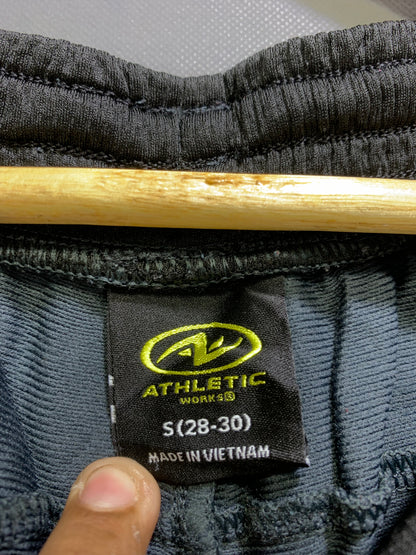 ATHLETIC
WORKS®
S(28-30)
MADE IN VIETNAM